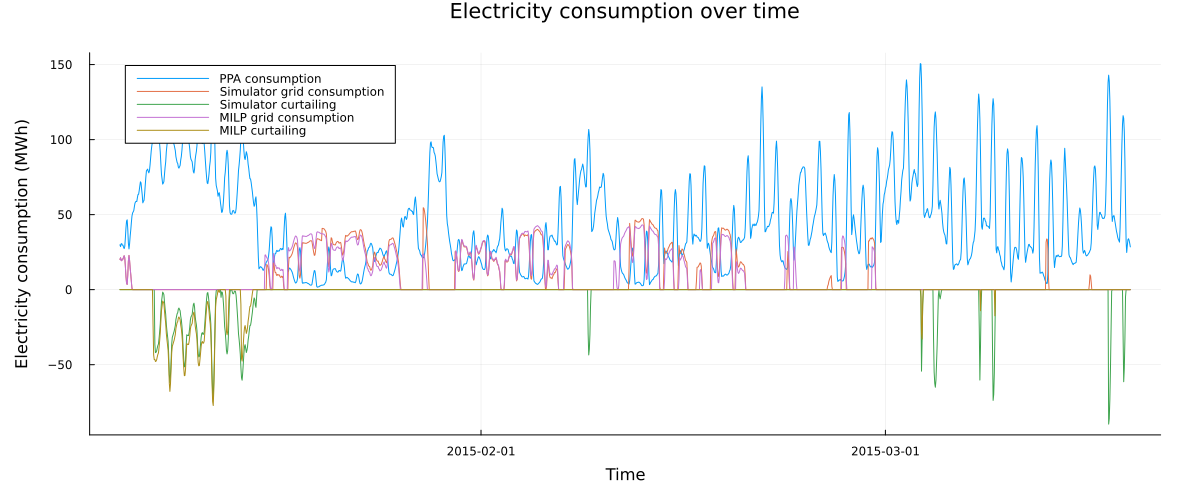 Electricity consumption over time
Electricity consumption (MWh)
150
100
50
0
−50
PPA consumption
Simulator grid consumption
Simulator curtailing
MILP grid consumption
MILP curtailing
2015-02-01
2015-03-01
Time